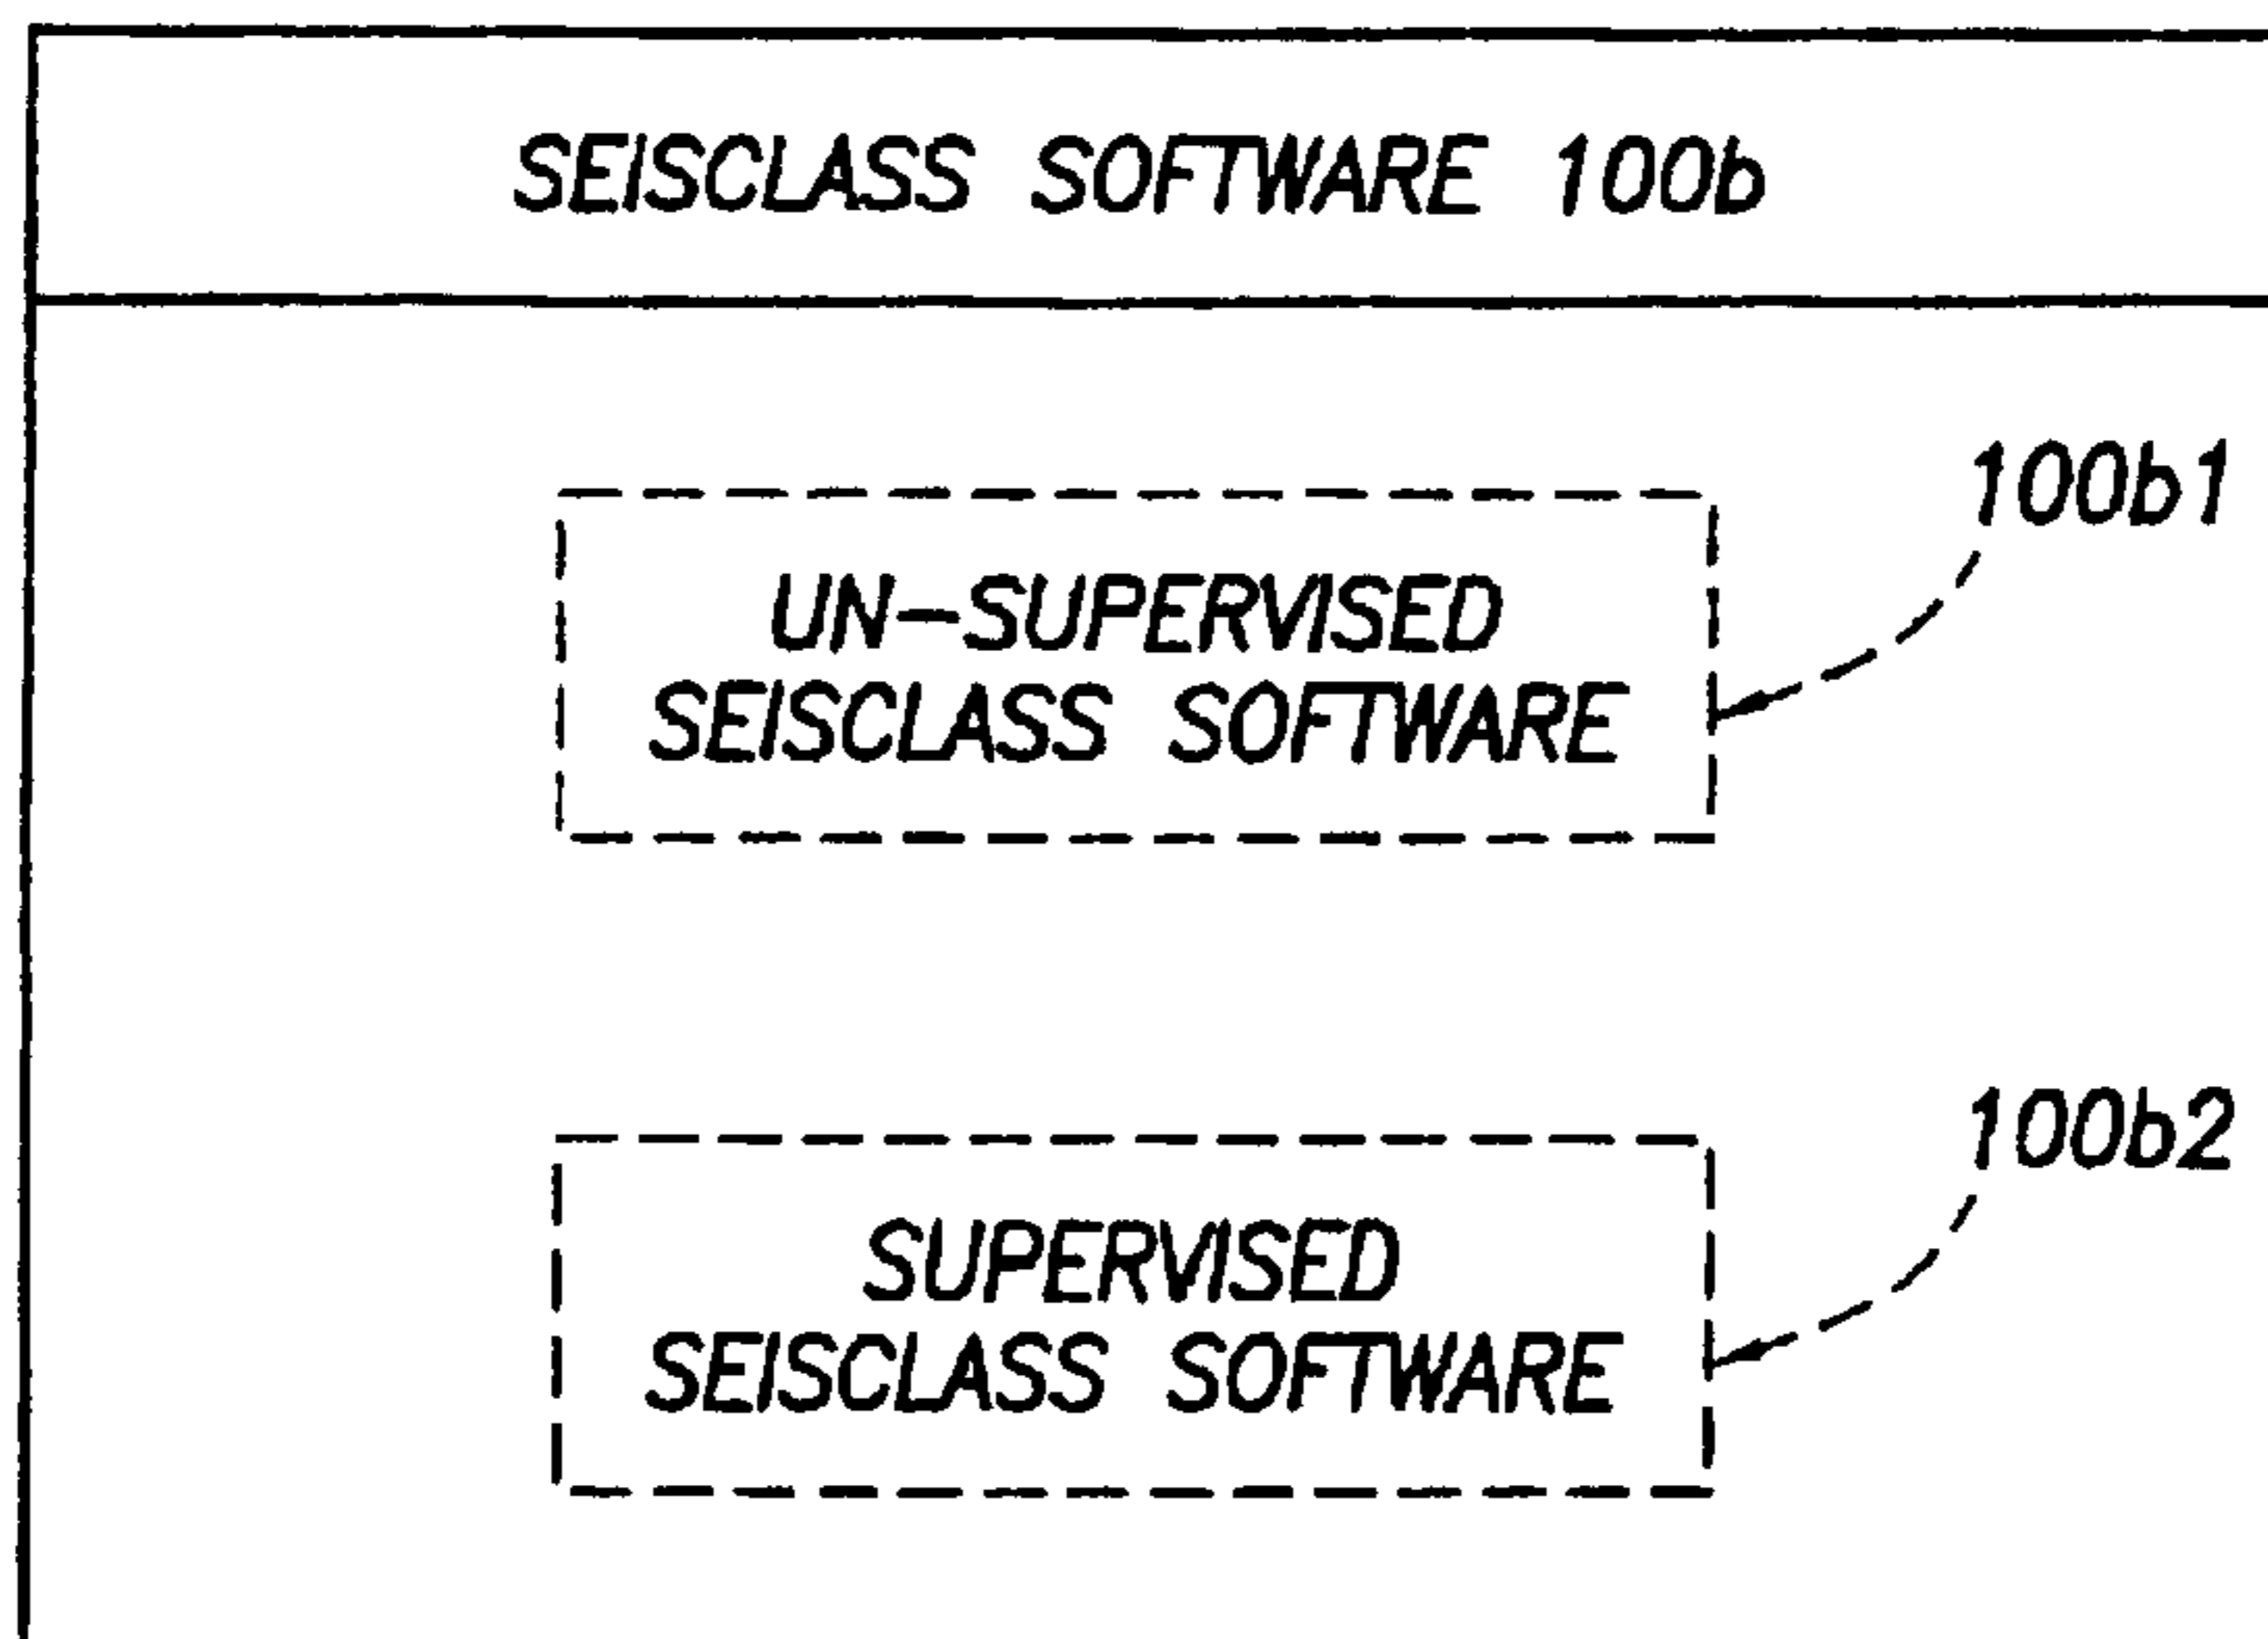 SEISCLASS SOFTWARE 100b
100b1
UN-SUPERVISED
SEISCLASS SOFTWARE
100b2
SUPERVISED
SEISCLASS SOFTWARE